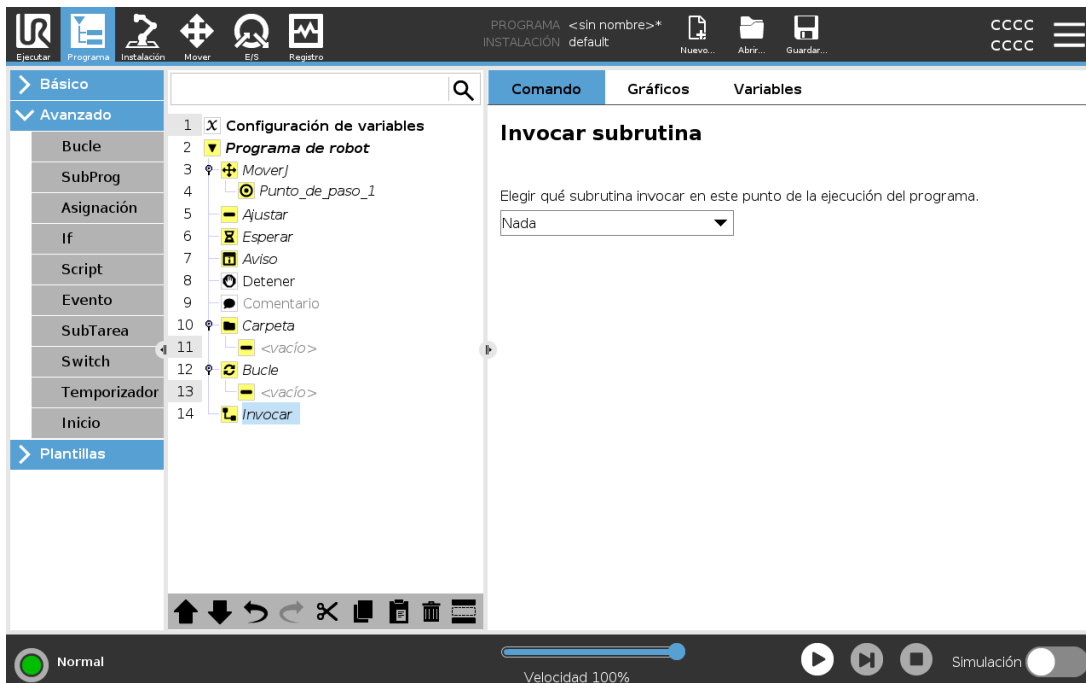 UR
PROGRAMA <sin nombre>*
INSTALACIÓN default
CCCC
CCCC
Ejecutar Programa Instalación Mover E/S Registro Nuevo... Abrir... Guardar...
Básico
Avanzado
Bucle
SubProg
Asignación
If
Script
Evento
SubTarea
Switch
Temporizador
Inicio
Plantillas
1 X Configuración de variables
2 Programa de robot
3 MoverJ
4 Punto_de_paso_1
5 Ajustar
6 Esperar
7 Aviso
8 Detener
9 Comentario
10 Carpeta
11 <vacío>
12 Bucle
13 <vacío>
14 Invocar
Comando Gráficos Variables
Invocar subrutina
Elegir qué subrutina invocar en este punto de la ejecución del programa.
Nada
Normal
Velocidad 100%
Simulación